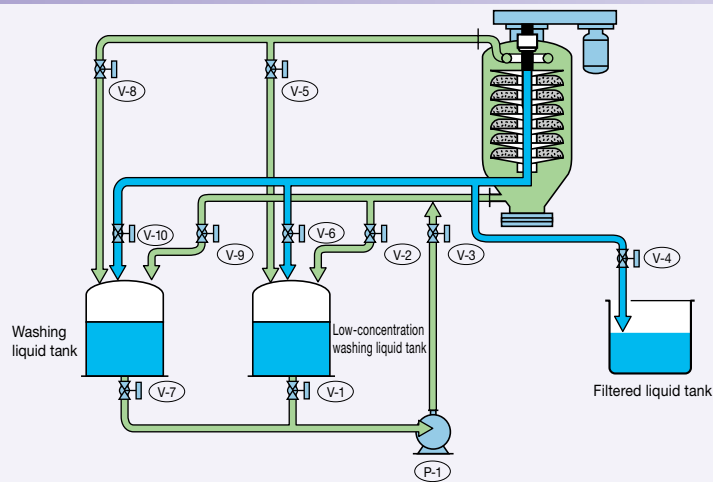 V-8
V-5
V-10
V-9
V-6
V-2
V-3
V-4
Washing
liquid tank
Low-concentration
washing liquid tank
Filtered liquid tank
V-7
V-1
P-1